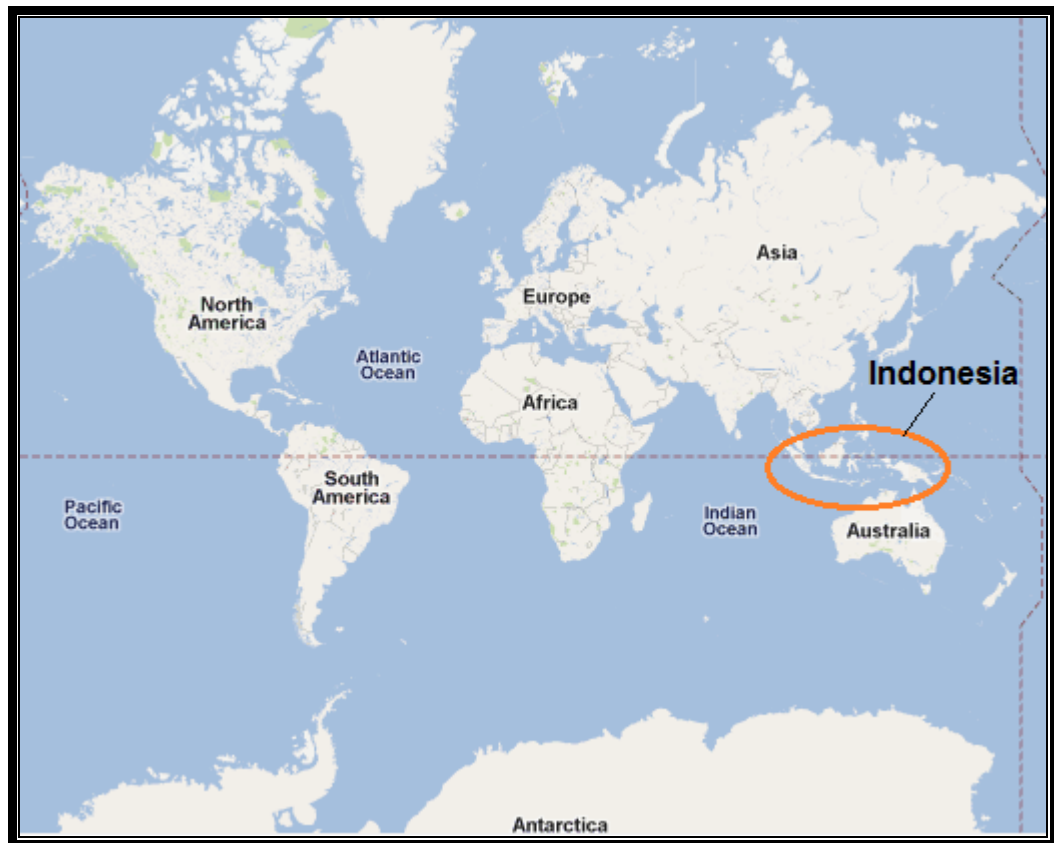 Asia
Europe
North
America
Atlantic
Ocean
Indonesia
Africa
South
America
Pacific
Ocean
Indian
Ocean
Australia
Antarctica